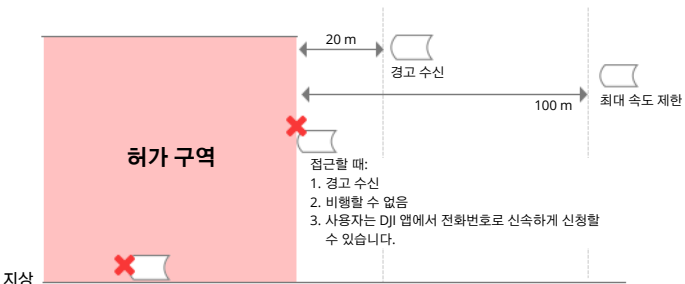 20 m
경고 수신
100 m
최대 속도 제한
허가 구역
접근할 때:
1. 경고 수신
2. 비행할 수 없음
3. 사용자는 DJI 앱에서 전화번호로 신속하게 신청할
수 있습니다.
지상